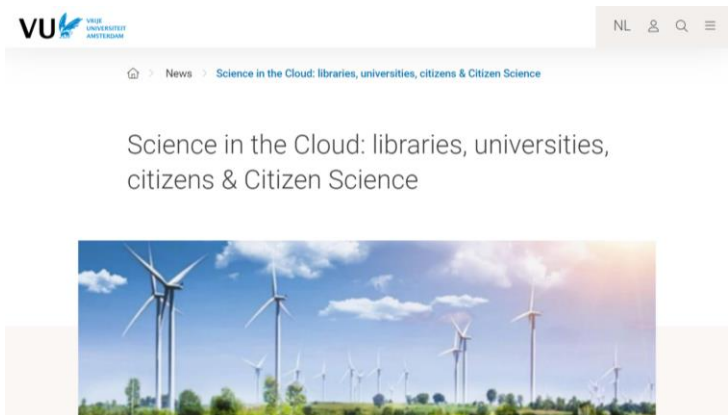 VU
VRIJE
UNIVERSITEIT
AMSTERDAM
NL
News
Science in the Cloud: libraries, universities, citizens & Citizen Science
Science in the Cloud: libraries, universities,
citizens & Citizen Science